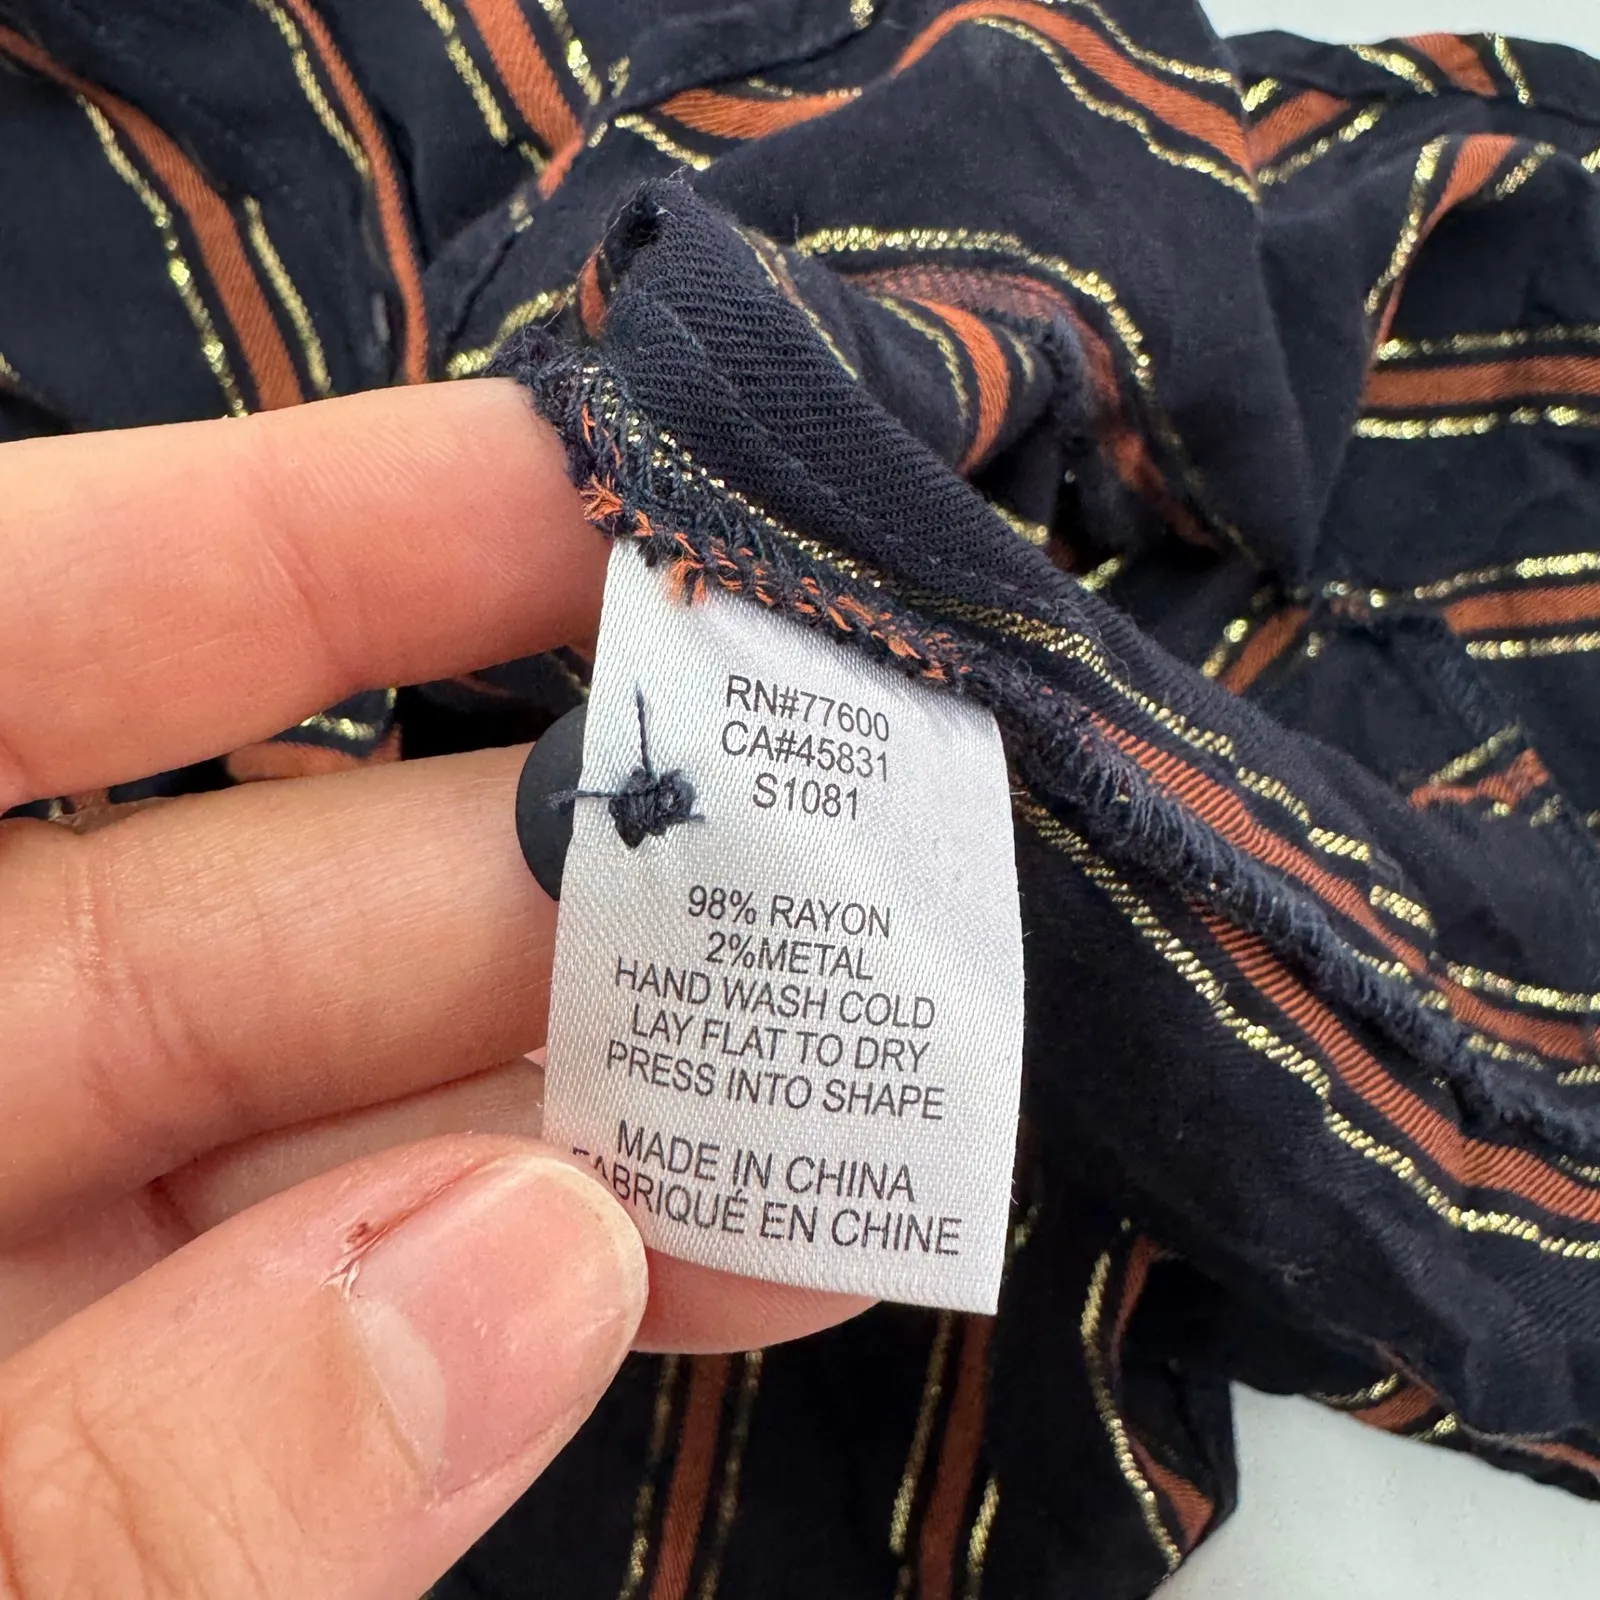 RN#77600
CA#45831
S1081
98% RAYON
2%METAL
HAND WASH COLD
LAY FLAT TO DRY
PRESS INTO SHAPE
MADE IN CHINA
FABRIQUÉ EN CHINE